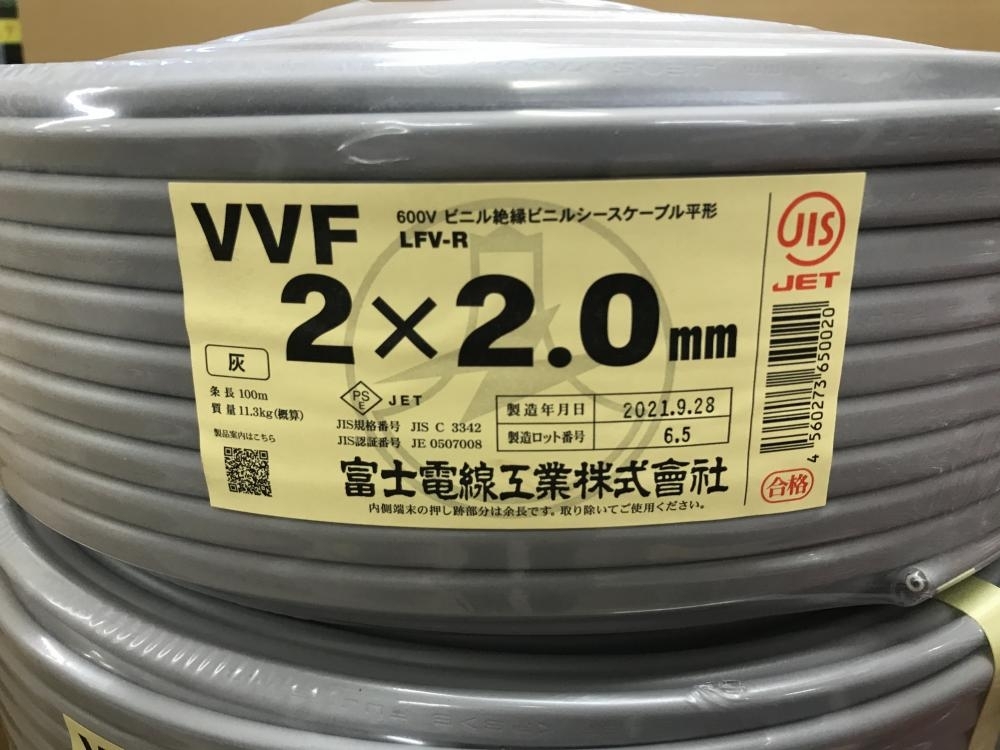 VVF
600V ビニル絶縁ビニルシースケーブル平形
LFV-R
2×2.0mm
灰
条長 100m
質量 11.3kg(概算)
製品案内はこちら
PS
E
JET
JIS規格番号 JIS C 3342
JIS認証番号 JE 0507008
製造年月日 2021.9.28
製造ロット番号 6.5
富士電線工業株式會社
内側端末の押し跡部分は余長です。取り除いてご使用ください。
JIS
JET
4 560273 650020
合格